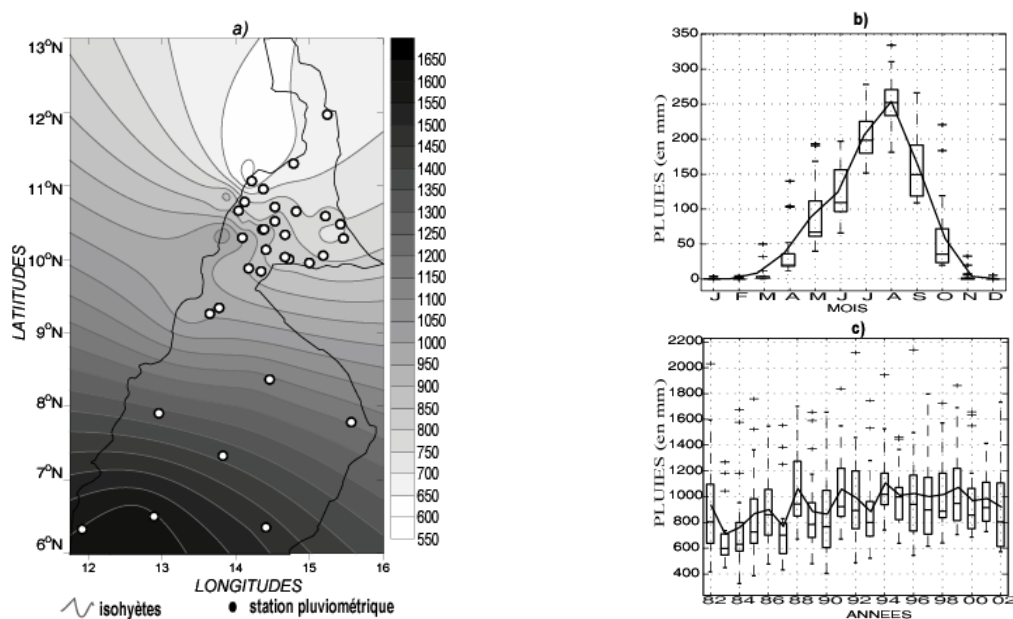 a)
13°N
12°N
11°N
10°N
9°N
8°N
7°N
6°N
LATIITUDES
12 13 14 15 16
LONGITUDES
isohyètes
station pluviométrique
1650
1600
1550
1500
1450
1400
1350
1300
1250
1200
1150
1100
1050
1000
950
900
850
800
750
700
650
600
550
b)
350
300
250
200
150
100
50
0
PLUIES (en mm)
J F M A M J J A S O N D
MOIS
c)
2200
2000
1800
1600
1400
1200
1000
800
600
400
PLUIES (en mm)
82 84 86 88 90 92 94 96 98 00 02
ANNEES